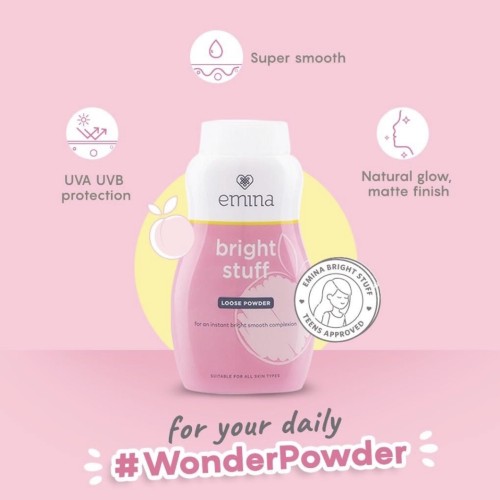 Super smooth
UVA UVB
protection
Natural glow,
matte finish
emina
bright
stuff
LOOSE POWDER
for an instant bright smooth complexion
SUITABLE FOR ALL SKIN TYPES
EMINA BRIGHT STUFF
TEENS APPROVED
for your daily
#WonderPowder